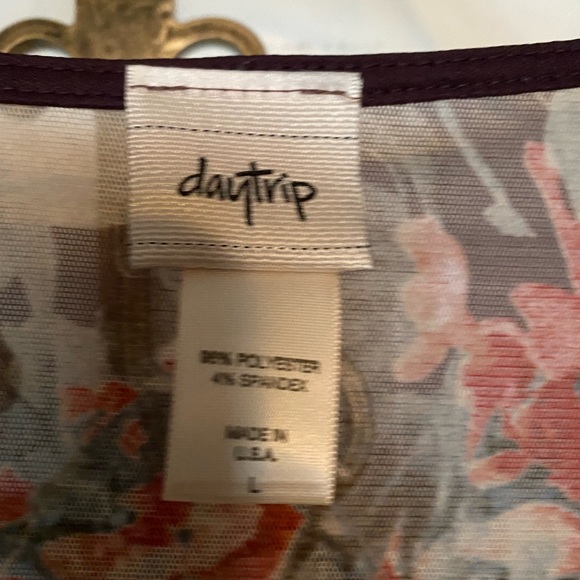 daytrip
96% POLYESTER
4% SPANDEX
MADE IN
U.S.A.
L